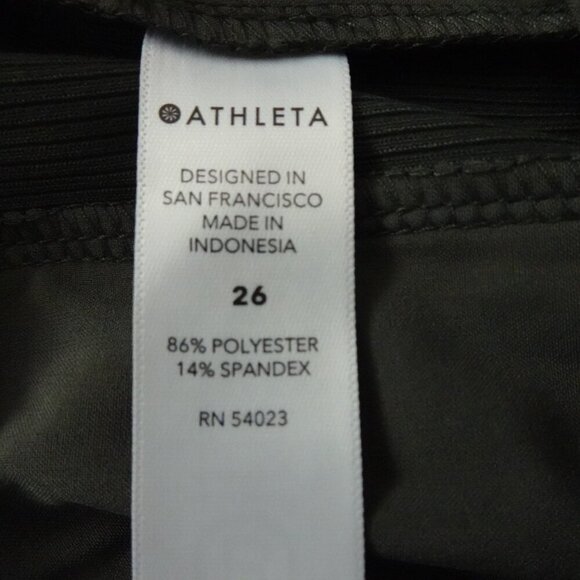 ATHLETA
DESIGNED IN
SAN FRANCISCO
MADE IN
INDONESIA
26
86% POLYESTER
14% SPANDEX
RN 54023